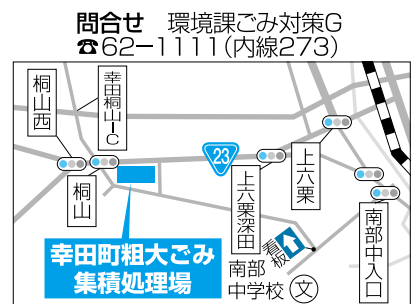 問合せ 環境課ごみ対策G
☎62−1111(内線273)
桐山西
幸田桐山IC
桐山
23
上六栗深田
上六栗
南部中入口
看板
南部
中学校 文
幸田町粗大ごみ
集積処理場